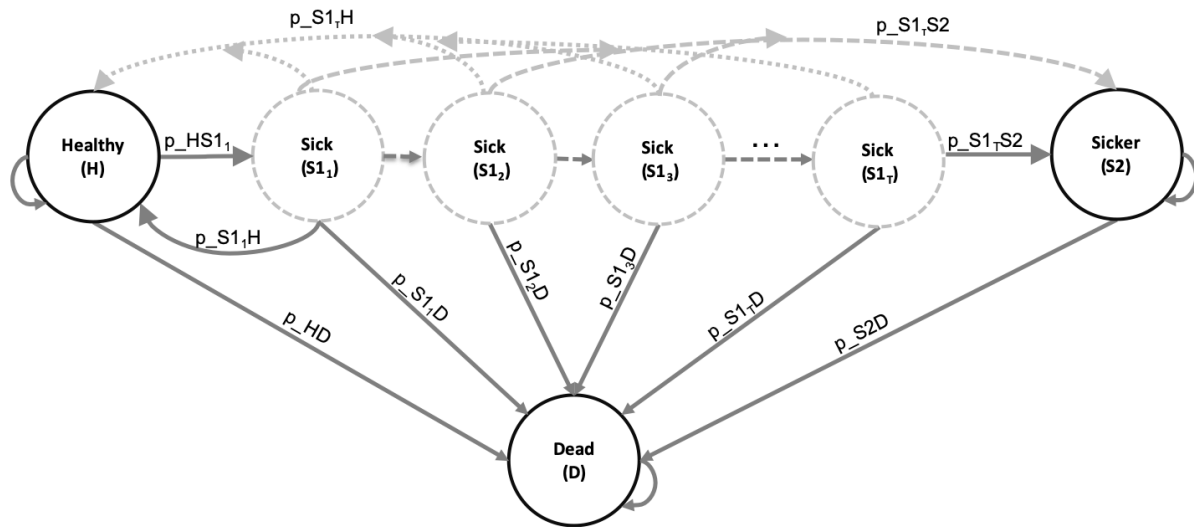 p_S1ₜH
p_S1ₜS2
Healthy
(H)
p_HS1₁
Sick
(S1₁)
Sick
(S1₂)
Sick
(S1₃)
...
Sick
(S1ₜ)
p_S1ₜS2
Sicker
(S2)
p_S1₁H
p_HD
p_S1₁D
p_S1₂D
p_S1₃D
p_S1ₜD
p_S2D
Dead
(D)